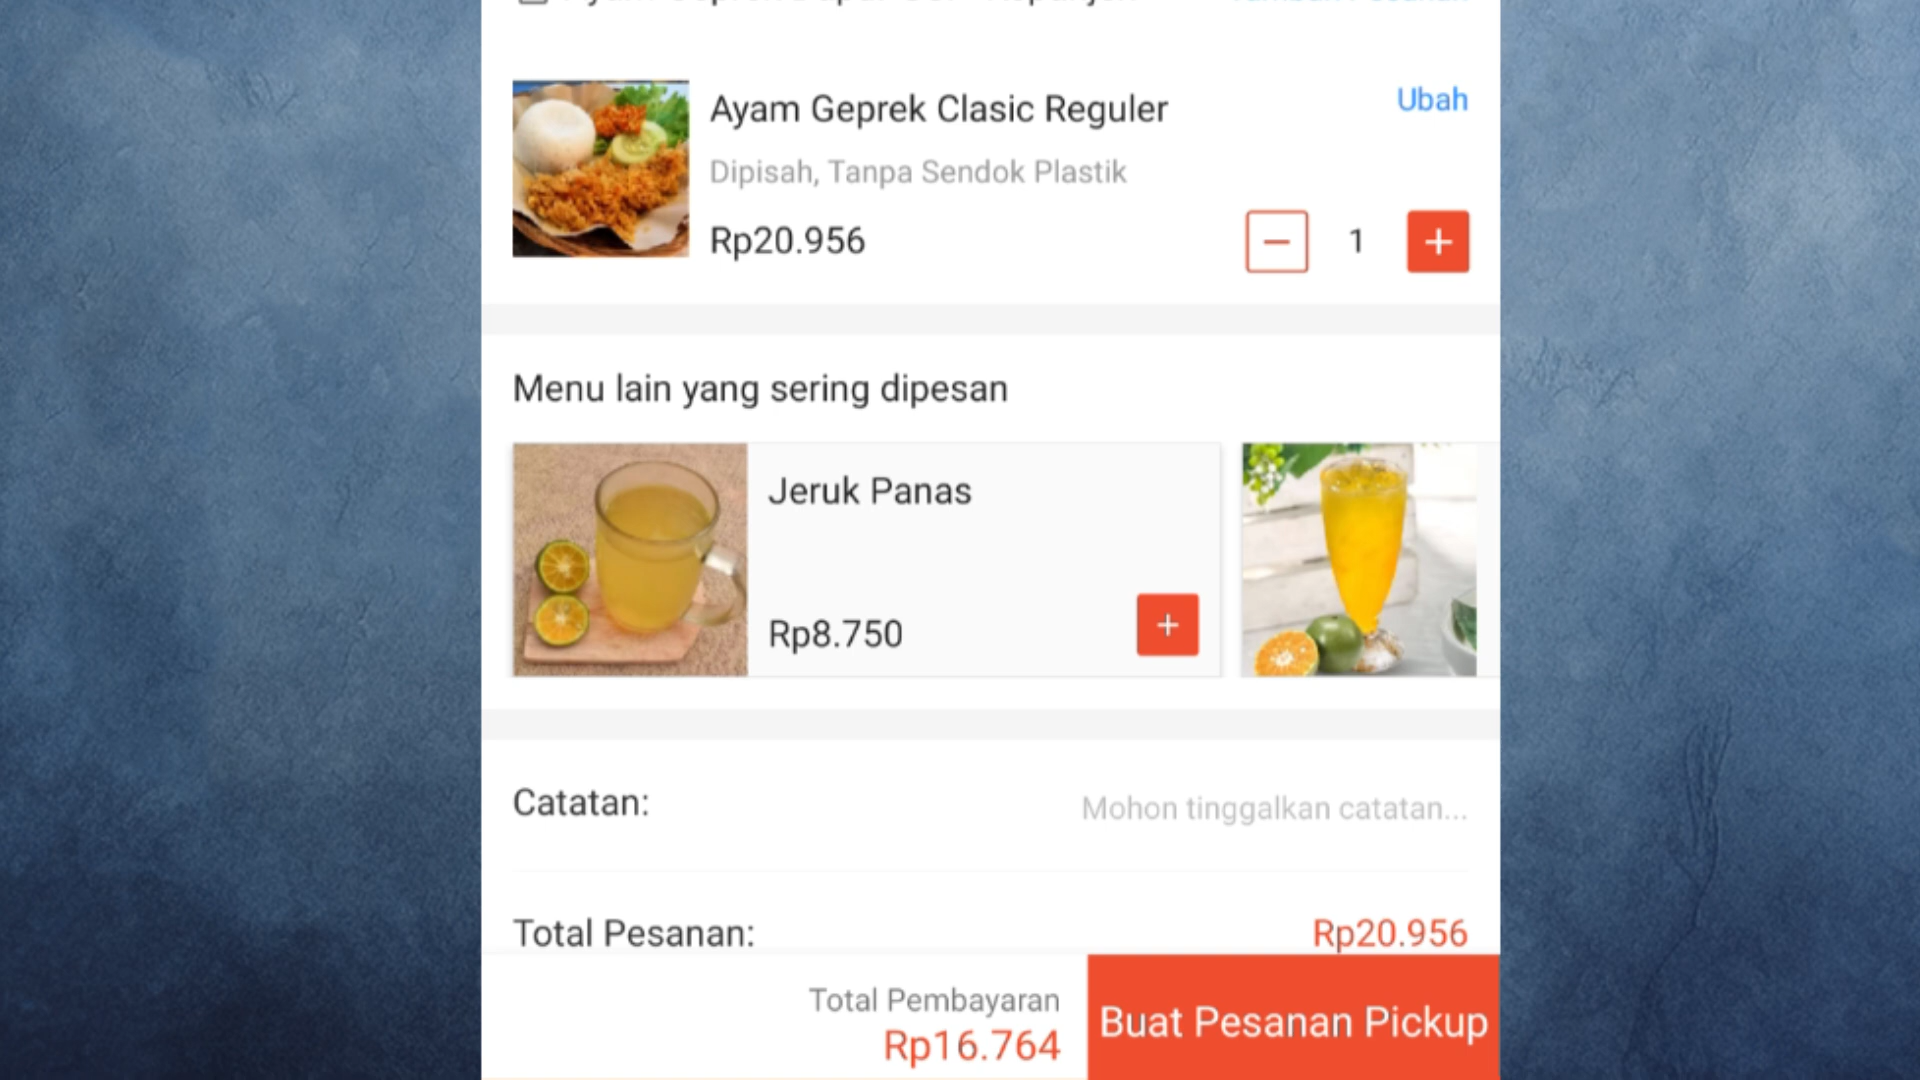 Ayam Geprek Clasic Reguler
Ubah
Dipisah, Tanpa Sendok Plastik
Rp20.956
1
Menu lain yang sering dipesan
Jeruk Panas
Rp8.750
Catatan:
Mohon tinggalkan catatan...
Total Pesanan:
Rp20.956
Total Pembayaran
Rp16.764
Buat Pesanan Pickup